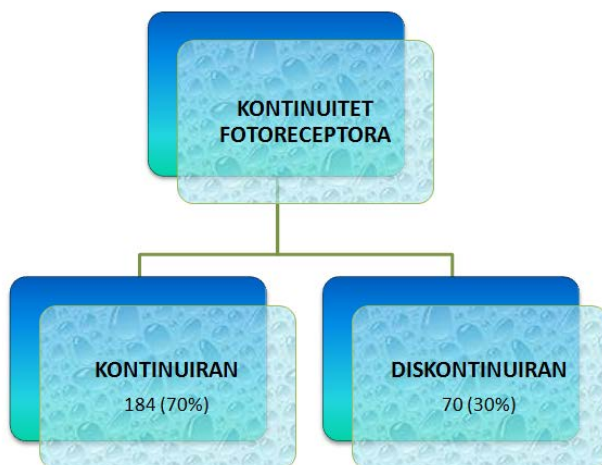 KONTINUITET
FOTORECEPTORA
KONTINUIRAN
184 (70%)
DISKONTINUIRAN
70 (30%)